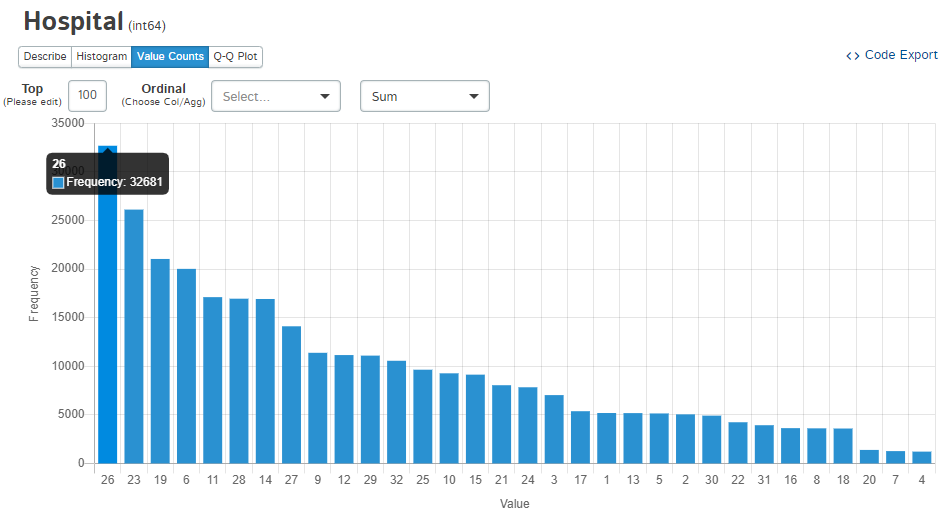 Hospital (int64)
Describe Histogram Value Counts Q-Q Plot
Code Export
Top
(Please edit)
100
Ordinal
(Choose Col/Agg)
Select...
Sum
35000
30000
25000
20000
15000
10000
5000
0
Frequency
26
Frequency: 32681
26 23 19 6 11 28 14 27 9 12 29 32 25 10 15 21 24 3 17 1 13 5 2 30 22 31 16 8 18 20 7 4
Value